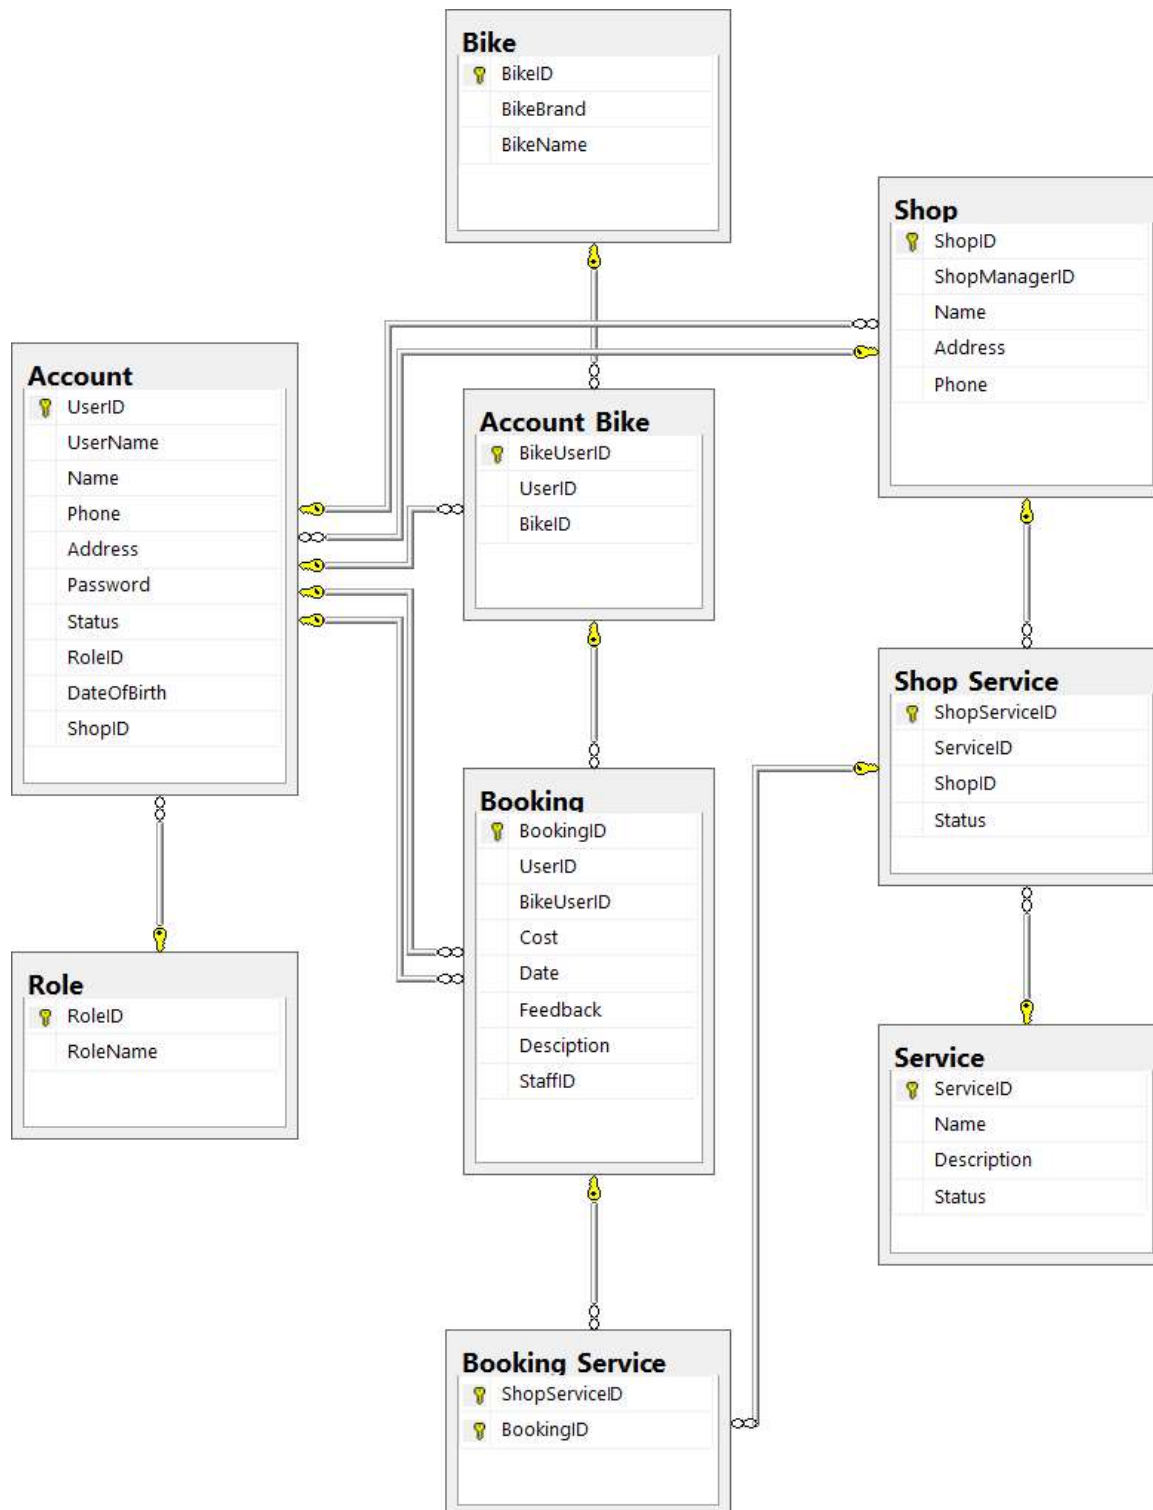 Bike
BikeID
BikeBrand
BikeName
Shop
ShopID
ShopManagerID
Name
Address
Phone
Account
UserID
UserName
Name
Phone
Address
Password
Status
RoleID
DateOfBirth
ShopID
Account Bike
BikeUserID
UserID
BikeID
Shop Service
ShopServiceID
ServiceID
ShopID
Status
Booking
BookingID
UserID
BikeUserID
Cost
Date
Feedback
Desciption
StaffID
Role
RoleID
RoleName
Service
ServiceID
Name
Description
Status
Booking Service
ShopServiceID
BookingID